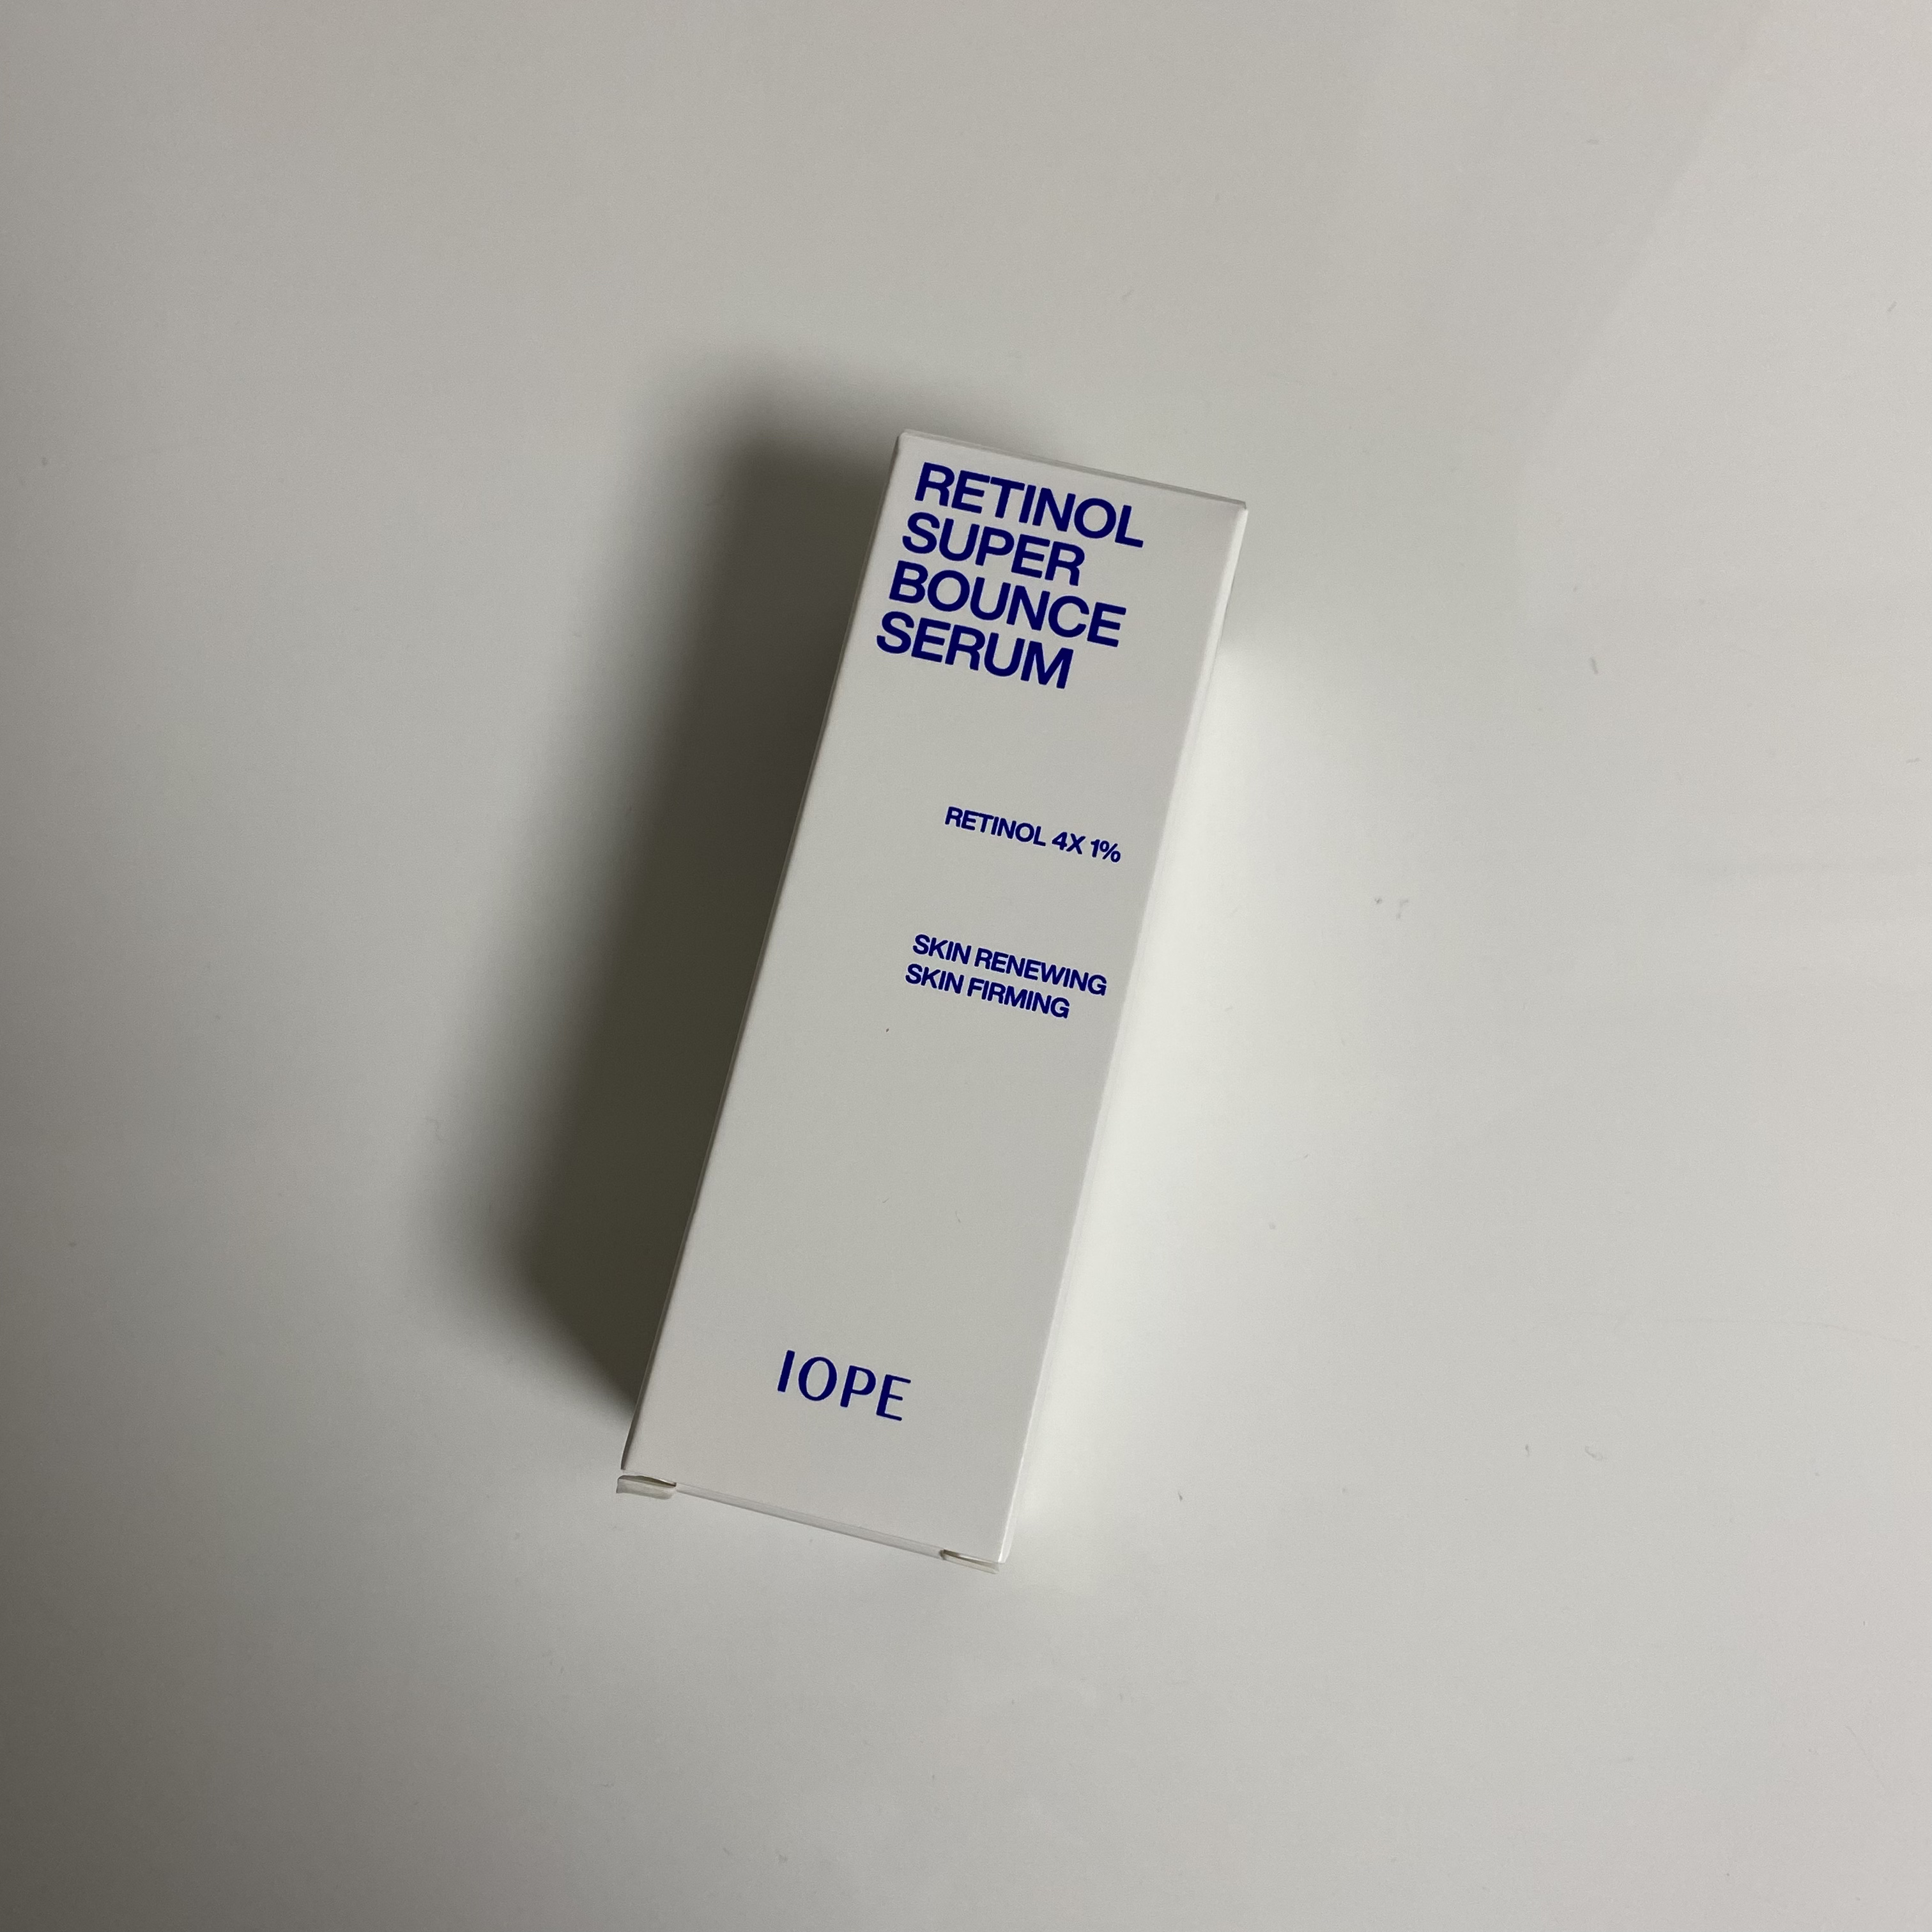 RETINOL
SUPER
BOUNCE
SERUM
RETINOL 4X 1%
SKIN RENEWING
SKIN FIRMING
IOPE